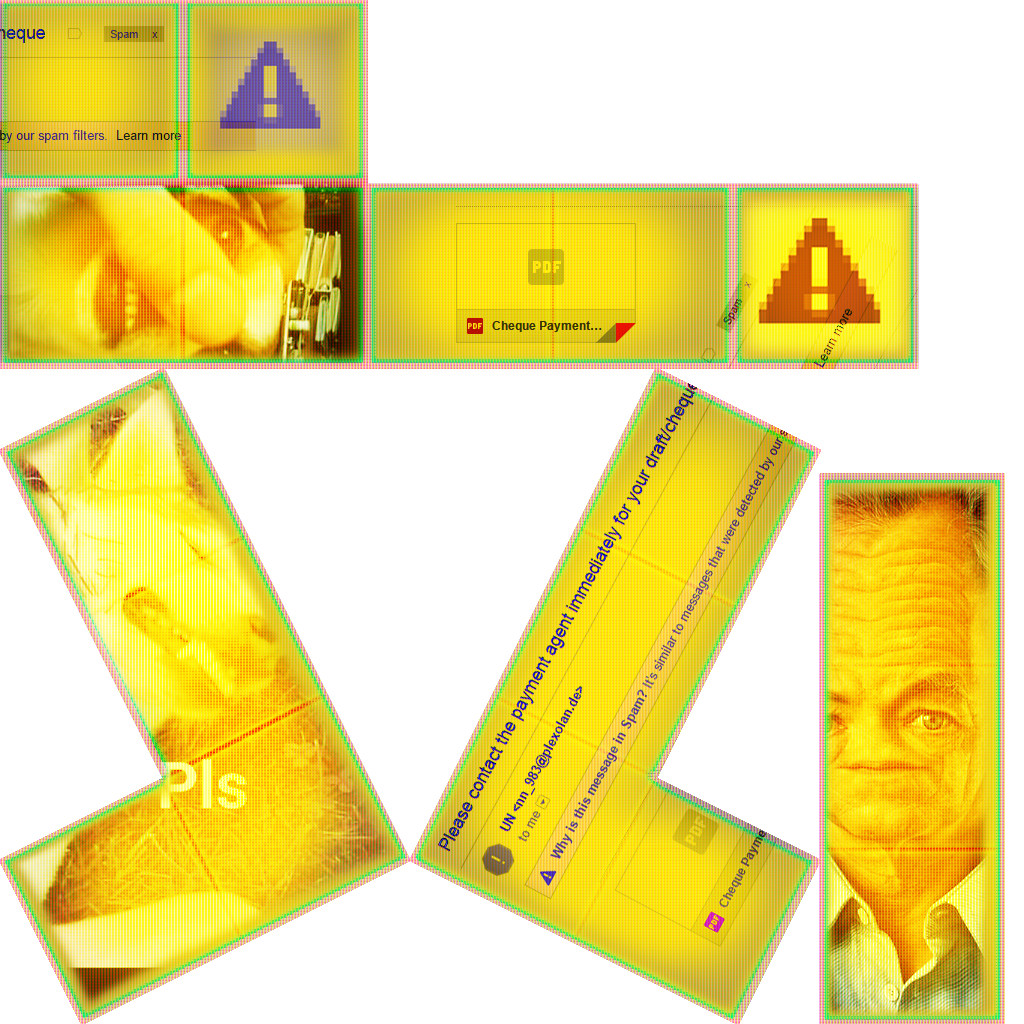 heque Spam x
by our spam filters. Learn more
PDF
PDF Cheque Payment...
Spam x
Learn more
Please contact the payment agent immediately for your draft/cheque
UN <nn_983@plexolan.de>
to me
Why is this message in Spam? It's similar to messages that were detected by our s
PDF
PDF Cheque Payme
Pls